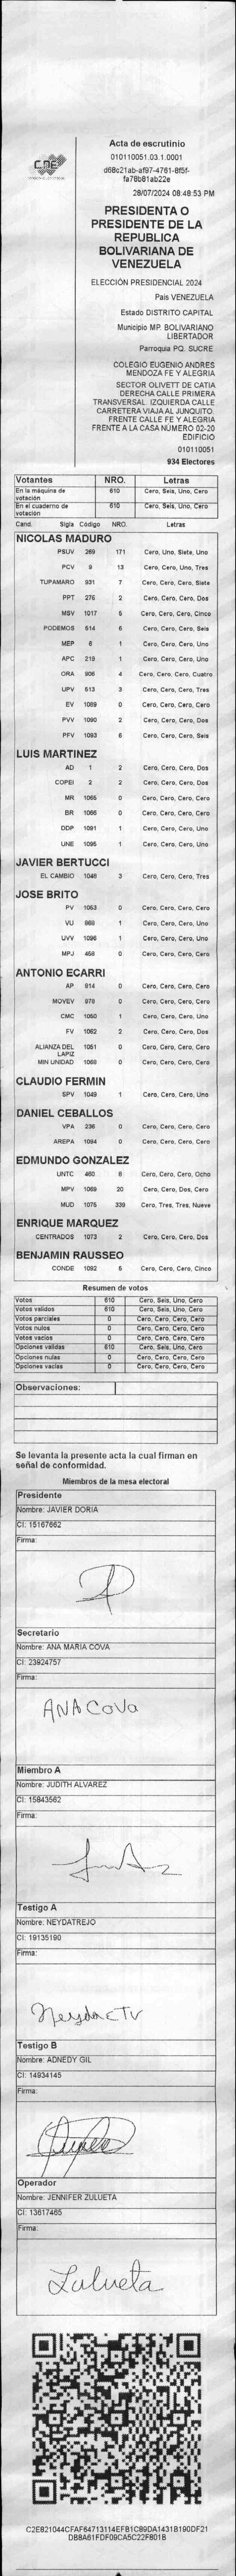 CNE
Acta de escrutinio
010110051.03.1.0001
d68c21ab-af97-4761-8f5f-
fa78b81ab22e
28/07/2024 08:48:53 PM
PRESIDENTA O
PRESIDENTE DE LA
REPUBLICA
BOLIVARIANA DE
VENEZUELA
ELECCIÓN PRESIDENCIAL 2024
País VENEZUELA
Estado DISTRITO CAPITAL
Municipio MP. BOLIVARIANO
LIBERTADOR
Parroquia PQ. SUCRE
COLEGIO EUGENIO ANDRES
MENDOZA FE Y ALEGRIA
SECTOR OLIVETT DE CATIA
DERECHA CALLE PRIMERA
TRANSVERSAL. IZQUIERDA CALLE
CARRETERA VIAJA AL JUNQUITO.
FRENTE CALLE FE Y ALEGRIA
FRENTE A LA CASA NÚMERO 02-20
EDIFICIO
010110051
934 Electores
Votantes NRO. Letras
En la máquina de votación 610 Cero, Seis, Uno, Cero
En el cuaderno de votación 610 Cero, Seis, Uno, Cero
Cand. Sigla Código NRO. Letras
NICOLAS MADURO
PSUV 269 171 Cero, Uno, Siete, Uno
PCV 9 13 Cero, Cero, Uno, Tres
TUPAMARO 931 7 Cero, Cero, Cero, Siete
PPT 276 2 Cero, Cero, Cero, Dos
MSV 1017 5 Cero, Cero, Cero, Cinco
PODEMOS 514 6 Cero, Cero, Cero, Seis
MEP 6 1 Cero, Cero, Cero, Uno
APC 218 1 Cero, Cero, Cero, Uno
ORA 906 4 Cero, Cero, Cero, Cuatro
UPV 513 3 Cero, Cero, Cero, Tres
EV 1089 0 Cero, Cero, Cero, Cero
PVV 1090 2 Cero, Cero, Cero, Dos
PFV 1093 6 Cero, Cero, Cero, Seis
LUIS MARTINEZ
AD 1 2 Cero, Cero, Cero, Dos
COPEI 2 2 Cero, Cero, Cero, Dos
MR 1065 0 Cero, Cero, Cero, Cero
BR 1066 0 Cero, Cero, Cero, Cero
DDP 1091 1 Cero, Cero, Cero, Uno
UNE 1095 1 Cero, Cero, Cero, Uno
JAVIER BERTUCCI
EL CAMBIO 1048 3 Cero, Cero, Cero, Tres
JOSE BRITO
PV 1053 0 Cero, Cero, Cero, Cero
VU 868 1 Cero, Cero, Cero, Uno
UVV 1096 1 Cero, Cero, Cero, Uno
MPJ 458 0 Cero, Cero, Cero, Cero
ANTONIO ECARRI
AP 914 0 Cero, Cero, Cero, Cero
MOVEV 978 0 Cero, Cero, Cero, Cero
CMC 1050 1 Cero, Cero, Cero, Uno
FV 1062 2 Cero, Cero, Cero, Dos
ALIANZA DEL LAPIZ 1051 0 Cero, Cero, Cero, Cero
MIN UNIDAD 1088 0 Cero, Cero, Cero, Cero
CLAUDIO FERMIN
SPV 1049 1 Cero, Cero, Cero, Uno
DANIEL CEBALLOS
VPA 236 0 Cero, Cero, Cero, Cero
AREPA 1094 0 Cero, Cero, Cero, Cero
EDMUNDO GONZALEZ
UNTC 460 8 Cero, Cero, Cero, Ocho
MPV 1069 20 Cero, Cero, Dos, Cero
MUD 1075 339 Cero, Tres, Tres, Nueve
ENRIQUE MARQUEZ
CENTRADOS 1073 2 Cero, Cero, Cero, Dos
BENJAMIN RAUSSEO
CONDE 1092 5 Cero, Cero, Cero, Cinco
Resumen de votos
Votos 610 Cero, Seis, Uno, Cero
Votos validos 610 Cero, Seis, Uno, Cero
Votos parciales 0 Cero, Cero, Cero, Cero
Votos nulos 0 Cero, Cero, Cero, Cero
Votos vacios 0 Cero, Cero, Cero, Cero
Opciones validas 610 Cero, Seis, Uno, Cero
Opciones nulas 0 Cero, Cero, Cero, Cero
Opciones vacias 0 Cero, Cero, Cero, Cero
Observaciones:
Se levanta la presente acta la cual firman en
señal de conformidad.
Miembros de la mesa electoral
Presidente
Nombre: JAVIER DORIA
CI: 15167662
Firma:
Secretario
Nombre: ANA MARIA COVA
CI: 23924757
Firma:
ANA COVA
Miembro A
Nombre: JUDITH ALVAREZ
CI: 15843562
Firma:
Testigo A
Nombre: NEYDATREJO
CI: 19135190
Firma:
Testigo B
Nombre: ADNEDY GIL
CI: 14934145
Firma:
Operador
Nombre: JENNIFER ZULUETA
CI: 13617465
Firma:
Zulueta
C2E821044CFAF64713114EFB1C89DA1431B190DF21
DB8A61FDF09CA5C22F801B